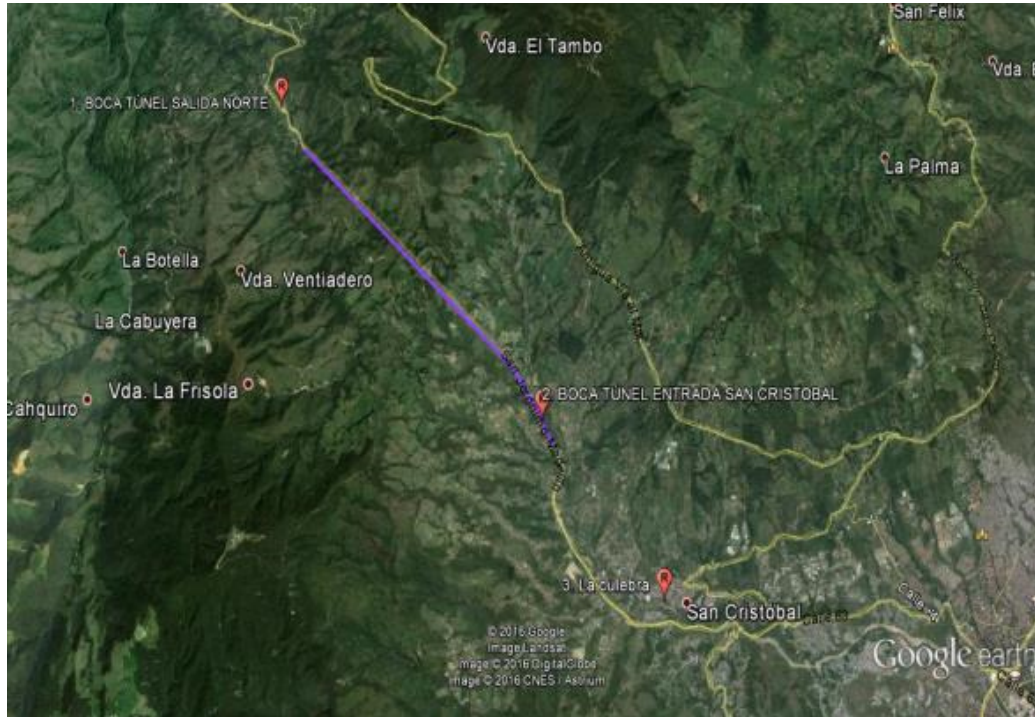 San Felix
Vda. El Tambo
Vda.
1, BOCA TÚNEL SALIDA NORTE
La Palma
La Botella
Vda. Ventiadero
La Cabuyera
Vda. La Frisola
Cahquiro
2. BOCA TUNEL ENTRADA SAN CRISTOBAL
3. La culebra
San Cristóbal
© 2016 Google
Image Landsat
Image © 2016 DigitalGlobe
Image © 2016 CNES / Astrium
Google earth